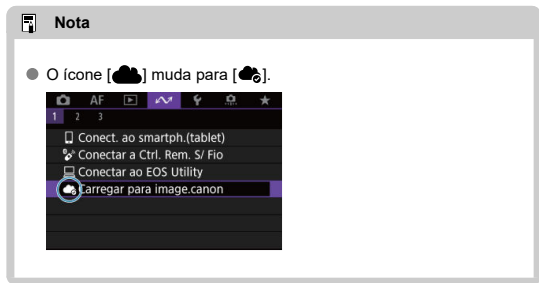 Nota
O ícone [ ] muda para [ ].
AF
1 2 3
Conect. ao smartph.(tablet)
Conectar a Ctrl. Rem. S/ Fio
Conectar ao EOS Utility
Carregar para image.canon